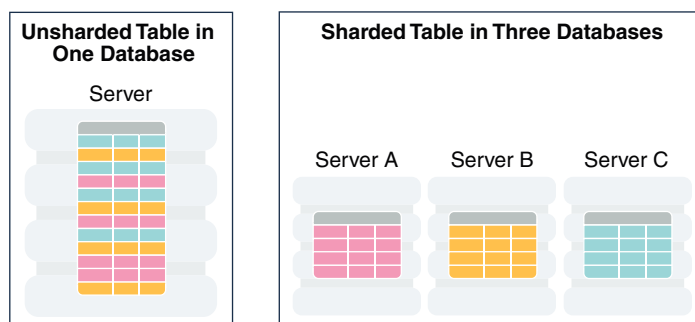 Unsharded Table in
One Database
Server
Sharded Table in Three Databases
Server A
Server B
Server C